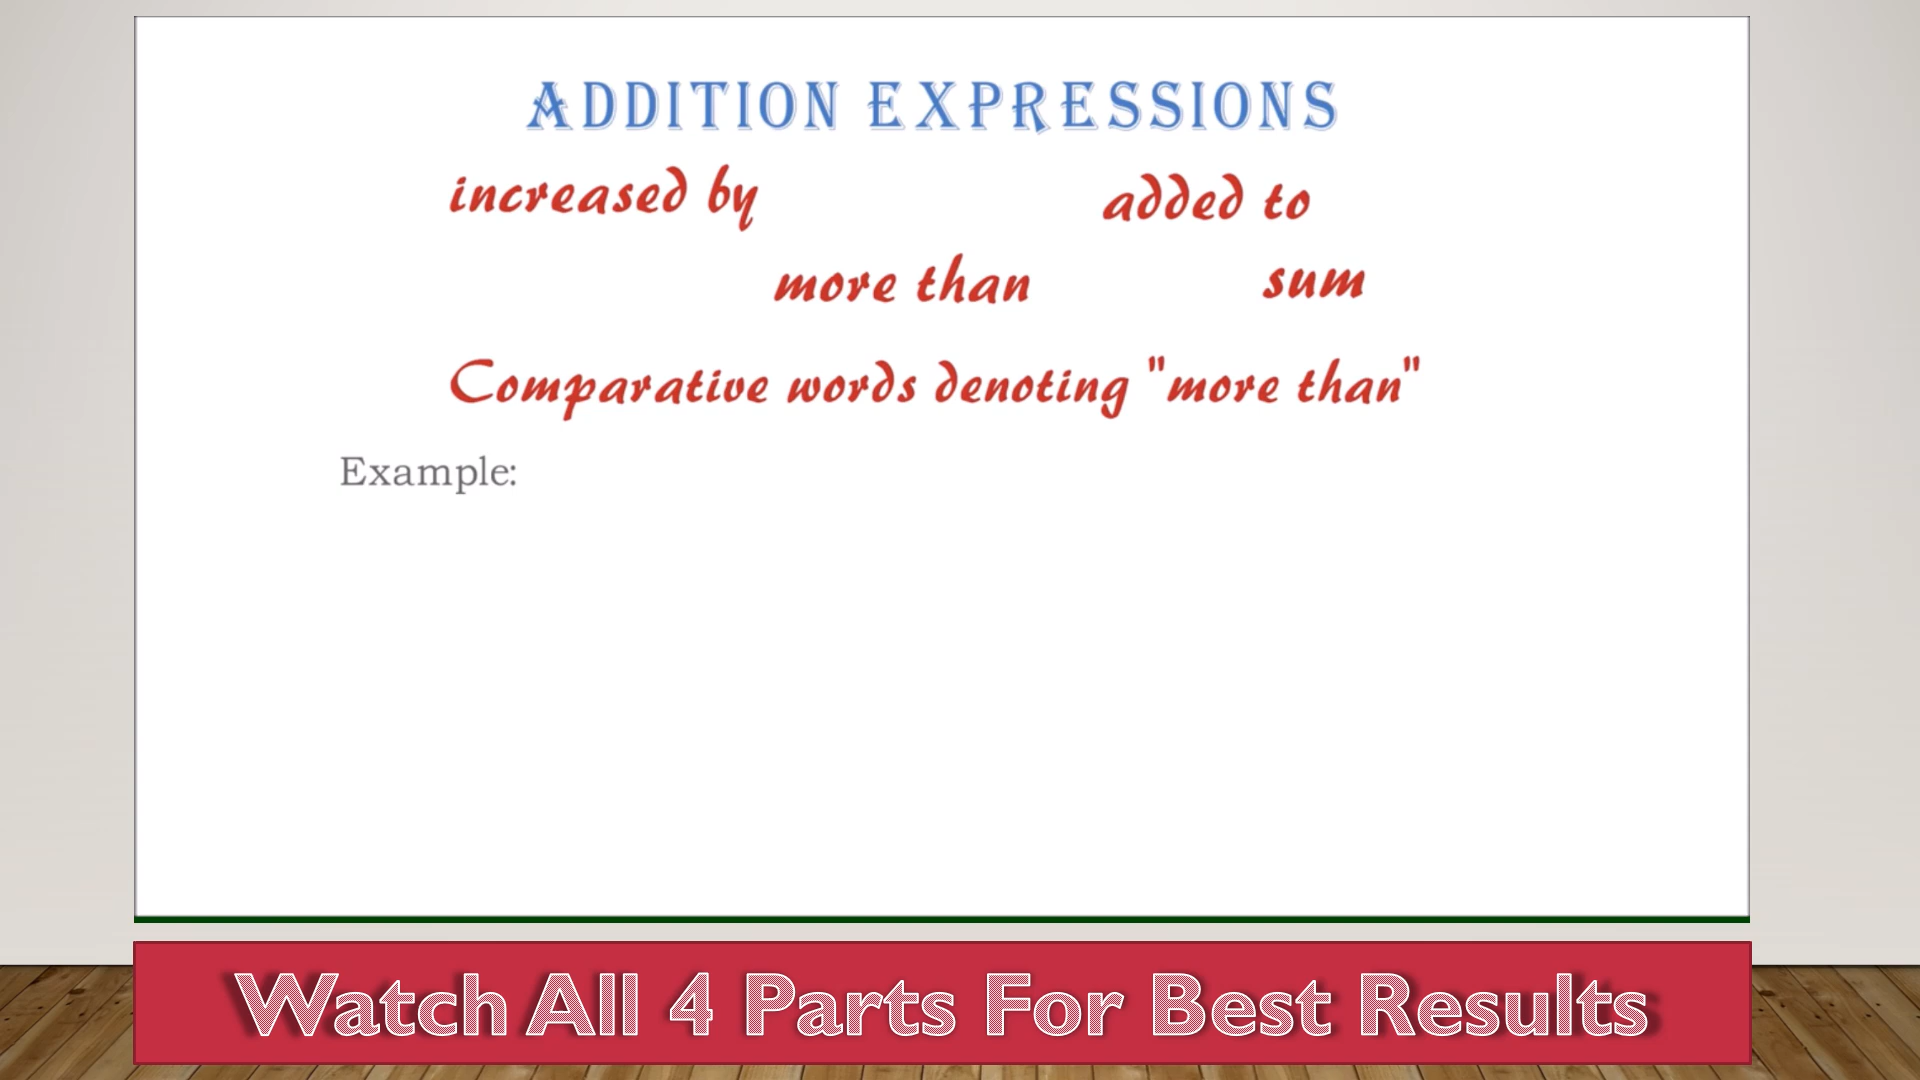 ADDITION EXPRESSIONS
increased by added to
more than sum
Comparative words denoting "more than"
Example:
Watch All 4 Parts For Best Results